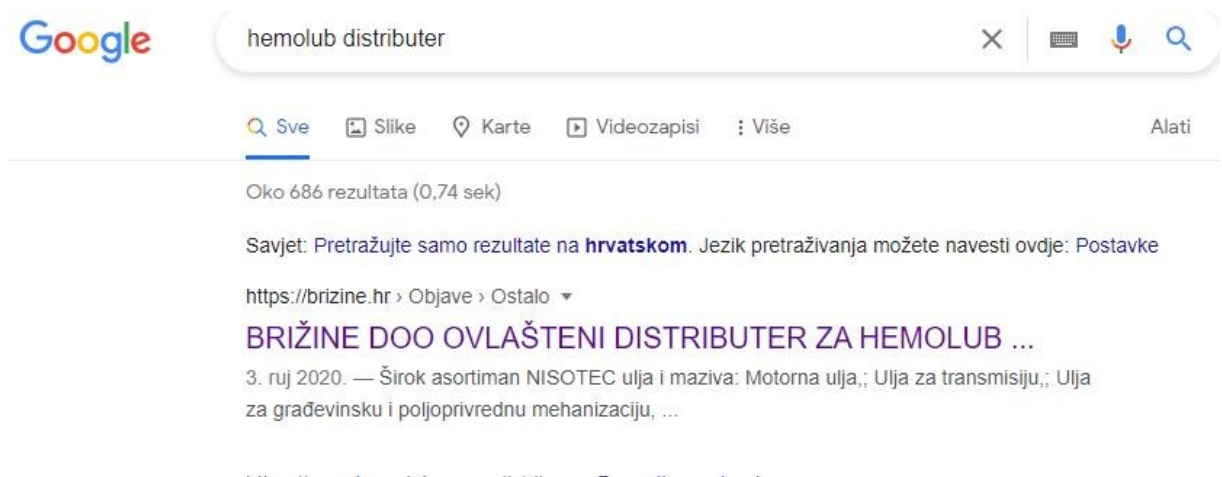 Google
hemolub distributer
Sve Slike Karte Videozapisi Više Alati
Oko 686 rezultata (0,74 sek)
Savjet: Pretražujte samo rezultate na hrvatskom. Jezik pretraživanja možete navesti ovdje: Postavke
https://brizine.hr › Objave › Ostalo
BRIŽINE DOO OVLAŠTENI DISTRIBUTER ZA HEMOLUB ...
3. ruj 2020. — Širok asortiman NISOTEC ulja i maziva: Motorna ulja,; Ulja za transmisiju,; Ulja
za građevinsku i poljoprivrednu mehanizaciju, ...